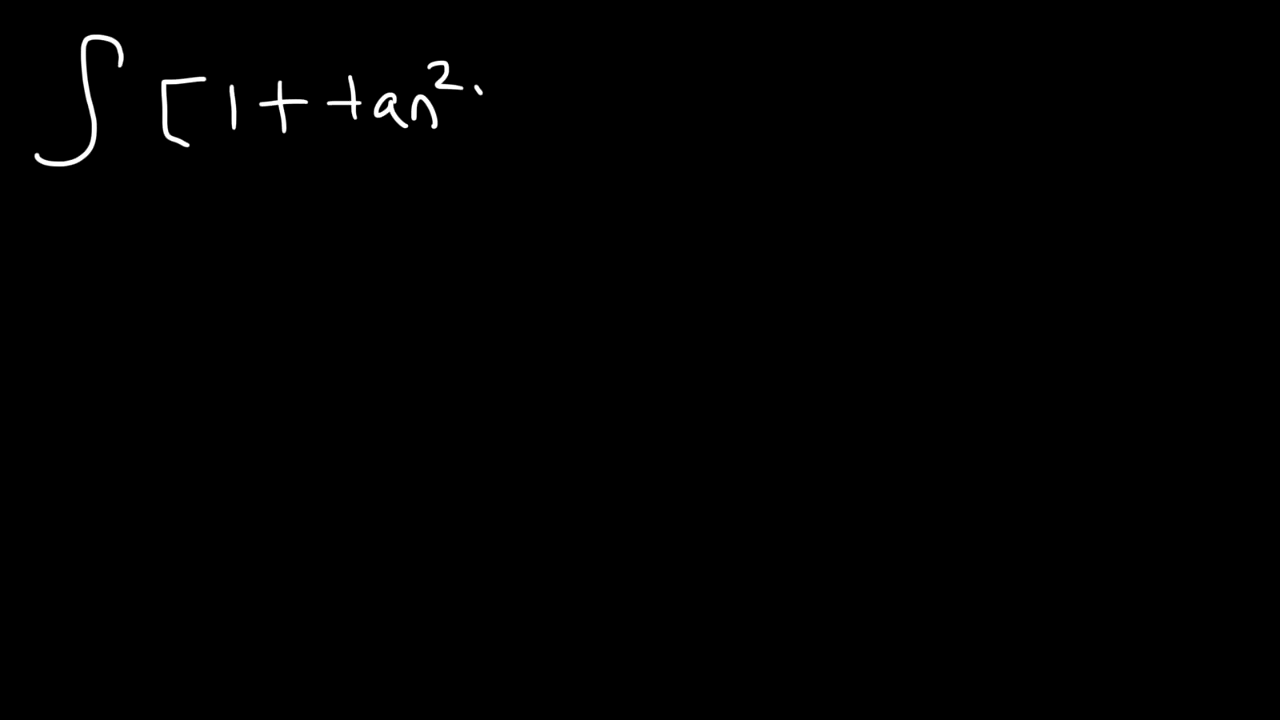 ∫ [1 + tan²